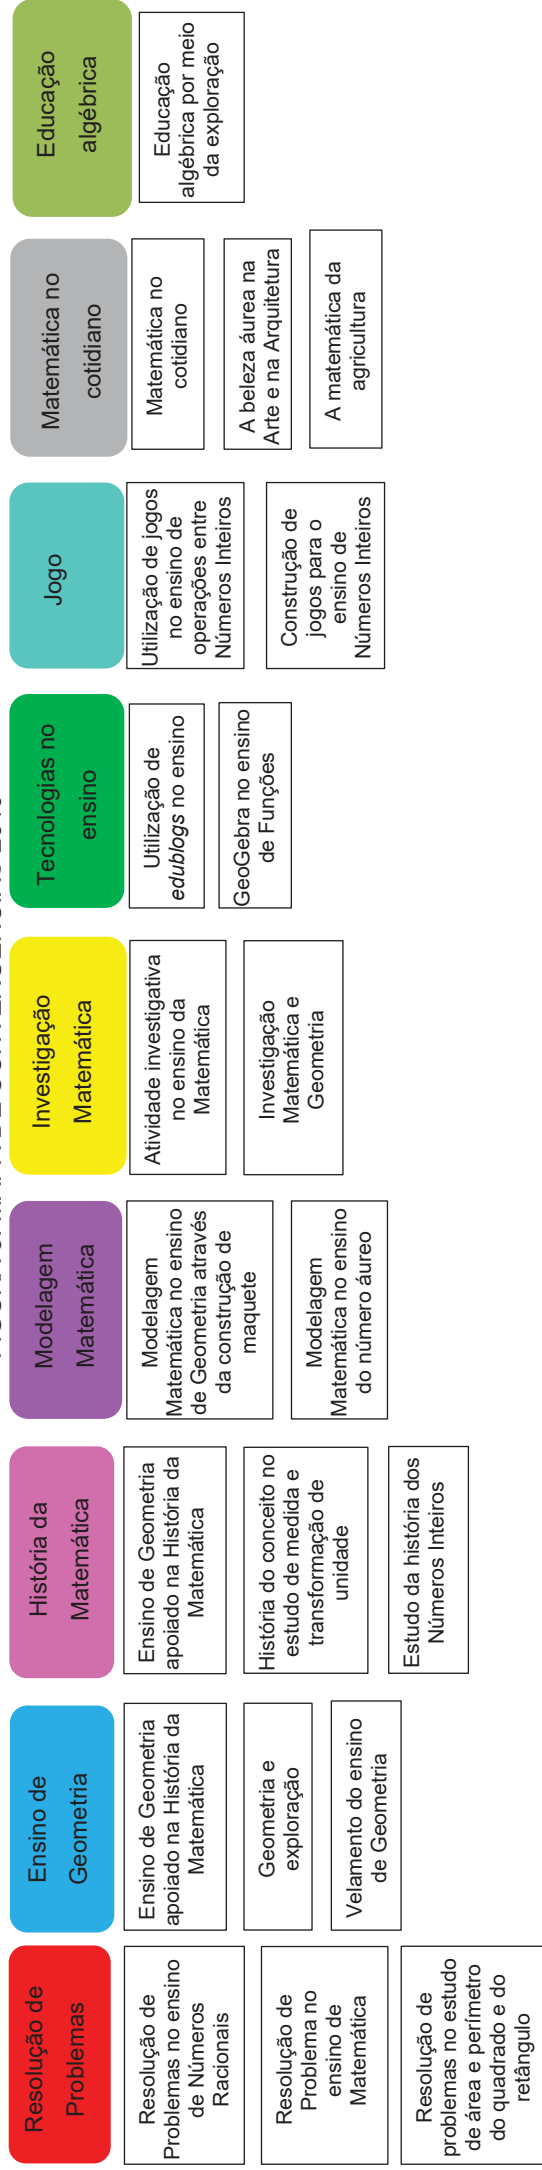 Resolução de
Problemas
Resolução de
Problemas no ensino
de Números
Racionais
Resolução de
Problema no
ensino de
Matemática
Resolução de
problemas no estudo
de área e perímetro
do quadrado e do
retângulo
Ensino de
Geometria
Ensino de Geometria
apoiado na História da
Matemática
Geometria e
exploração
Velamento do ensino
de Geometria
História da
Matemática
Ensino de Geometria
apoiado na História da
Matemática
História do conceito no
estudo de medida e
transformação de
unidade
Estudo da história dos
Números Inteiros
Modelagem
Matemática
Modelagem
Matemática no ensino
de Geometria através
da construção de
maquete
Modelagem
Matemática no ensino
do número áureo
Investigação
Matemática
Atividade investigativa
no ensino da
Matemática
Investigação
Matemática e
Geometria
Tecnologias no
ensino
Utilização de
edublogs no ensino
GeoGebra no ensino
de Funções
Jogo
Utilização de jogos
no ensino de
operações entre
Números Inteiros
Construção de
jogos para o
ensino de
Números Inteiros
Matemática no
cotidiano
Matemática no
cotidiano
A beleza áurea na
Arte e na Arquitetura
A matemática da
agricultura
Educação
algébrica
Educação
algébrica por meio
da exploração